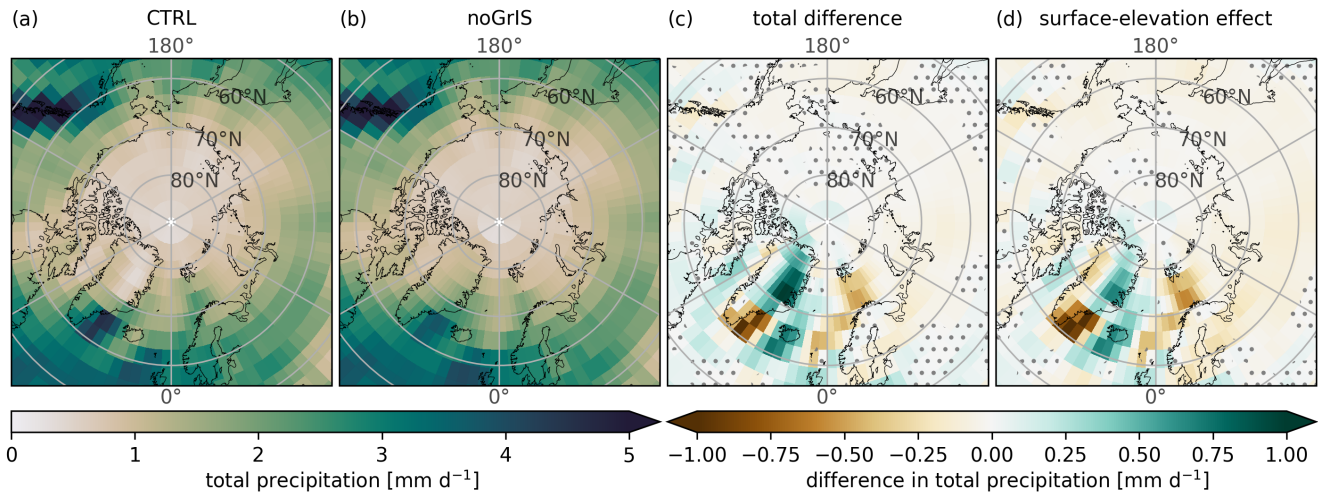 (a) CTRL
(b) noGrIS
(c) total difference
(d) surface-elevation effect
180° 180° 180° 180°
60°N 60°N 60°N 60°N
70°N 70°N 70°N 70°N
80°N 80°N 80°N 80°N
0° 0° 0° 0°
0 1 2 3 4 5
total precipitation [mm d⁻¹]
−1.00 −0.75 −0.50 −0.25 0.00 0.25 0.50 0.75 1.00
difference in total precipitation [mm d⁻¹]